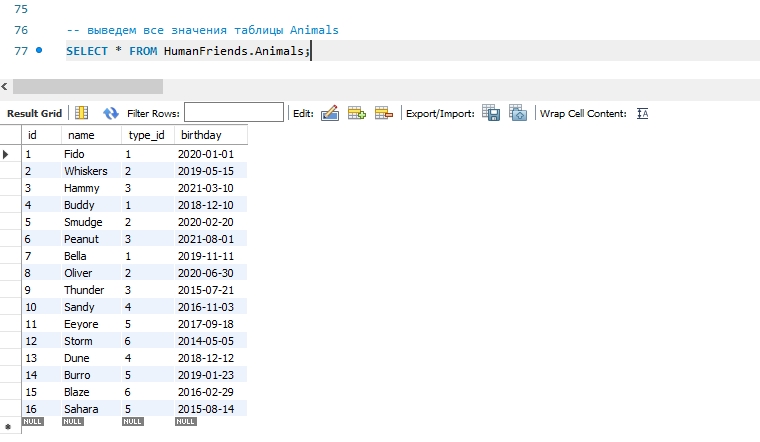 75
76 -- выведем все значения таблицы Animals
77 SELECT * FROM HumanFriends.Animals;
Result Grid Filter Rows: Edit: Export/Import: Wrap Cell Content: IA
id name type_id birthday
1 Fido 1 2020-01-01
2 Whiskers 2 2019-05-15
3 Hammy 3 2021-03-10
4 Buddy 1 2018-12-10
5 Smudge 2 2020-02-20
6 Peanut 3 2021-08-01
7 Bella 1 2019-11-11
8 Oliver 2 2020-06-30
9 Thunder 3 2015-07-21
10 Sandy 4 2016-11-03
11 Eeyore 5 2017-09-18
12 Storm 6 2014-05-05
13 Dune 4 2018-12-12
14 Burro 5 2019-01-23
15 Blaze 6 2016-02-29
16 Sahara 5 2015-08-14
NULL NULL NULL NULL